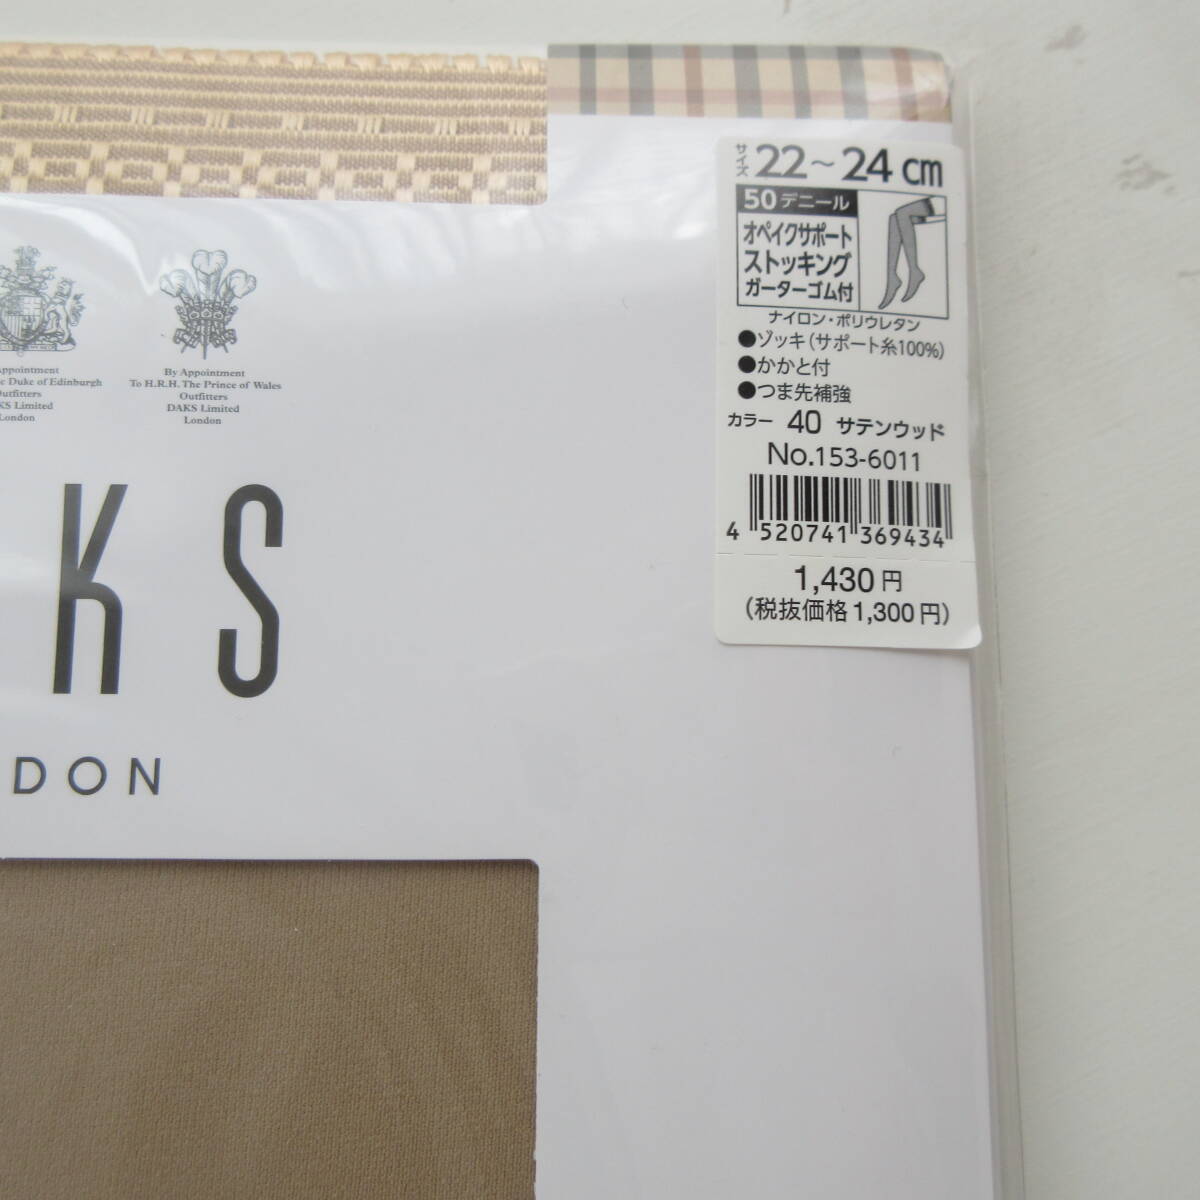 サイズ 22～24cm
50デニール
オペイクサポート
ストッキング
ガーターゴム付
ナイロン・ポリウレタン
●ゾッキ(サポート糸100%)
●かかと付
●つま先補強
カラー 40 サテンウッド
No.153-6011
4 520741 369434
1,430円
(税抜価格1,300円)
ppointment
e Duke of Edinburgh
utfitters
KS Limited
London
By Appointment
To H.R.H. The Prince of Wales
Outfitters
DAKS Limited
London
KS
DON